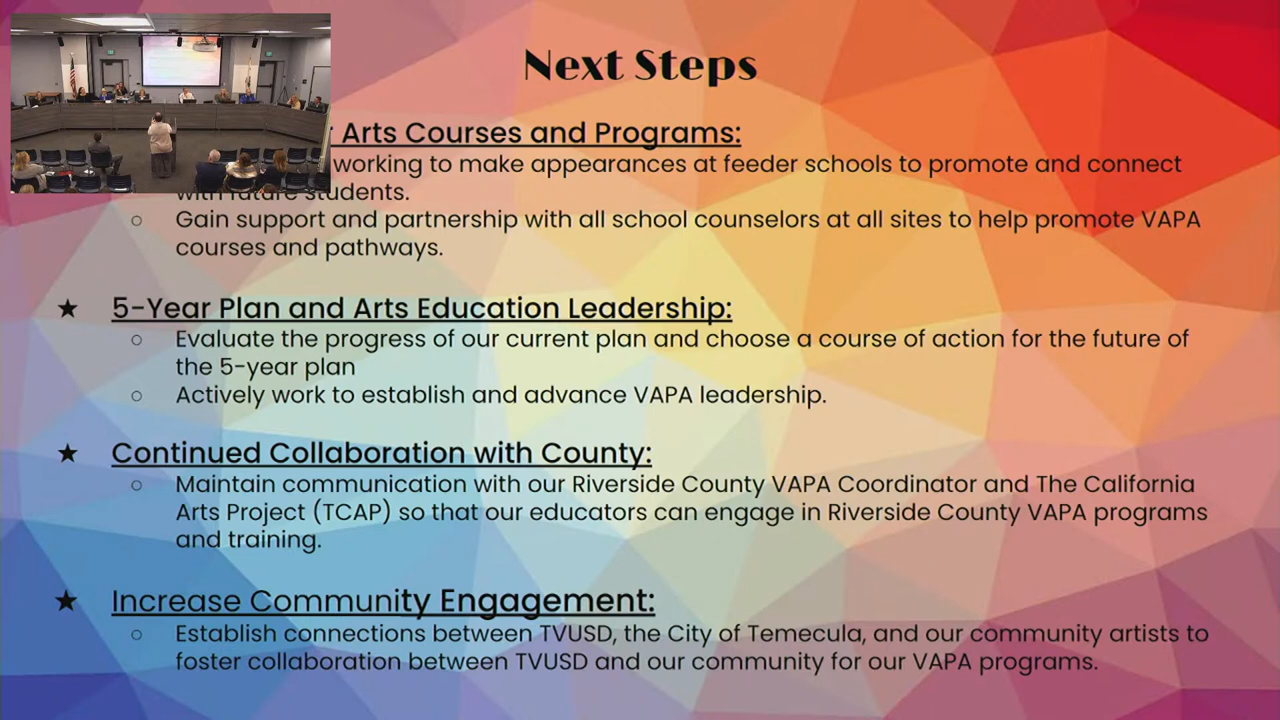 Next Steps
Arts Courses and Programs:
working to make appearances at feeder schools to promote and connect
with future students.
○ Gain support and partnership with all school counselors at all sites to help promote VAPA
courses and pathways.
★ 5-Year Plan and Arts Education Leadership:
○ Evaluate the progress of our current plan and choose a course of action for the future of
the 5-year plan
○ Actively work to establish and advance VAPA leadership.
★ Continued Collaboration with County:
○ Maintain communication with our Riverside County VAPA Coordinator and The California
Arts Project (TCAP) so that our educators can engage in Riverside County VAPA programs
and training.
★ Increase Community Engagement:
○ Establish connections between TVUSD, the City of Temecula, and our community artists to
foster collaboration between TVUSD and our community for our VAPA programs.